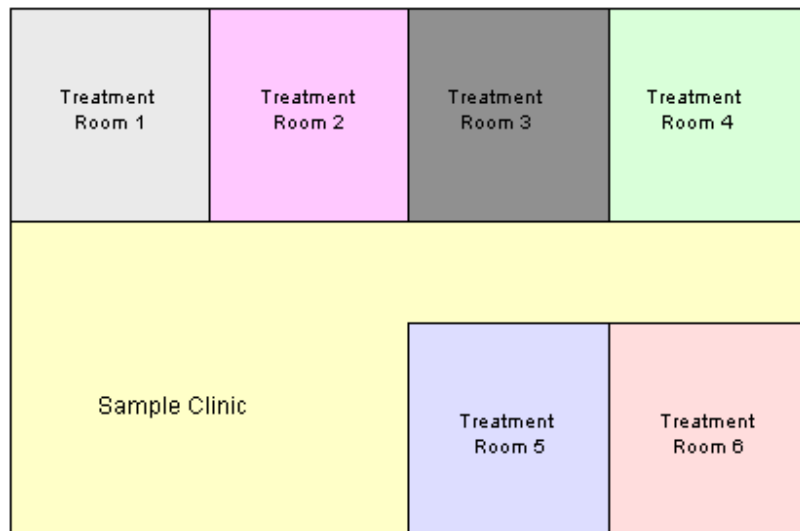 Treatment
Room 1
Treatment
Room 2
Treatment
Room 3
Treatment
Room 4
Sample Clinic
Treatment
Room 5
Treatment
Room 6